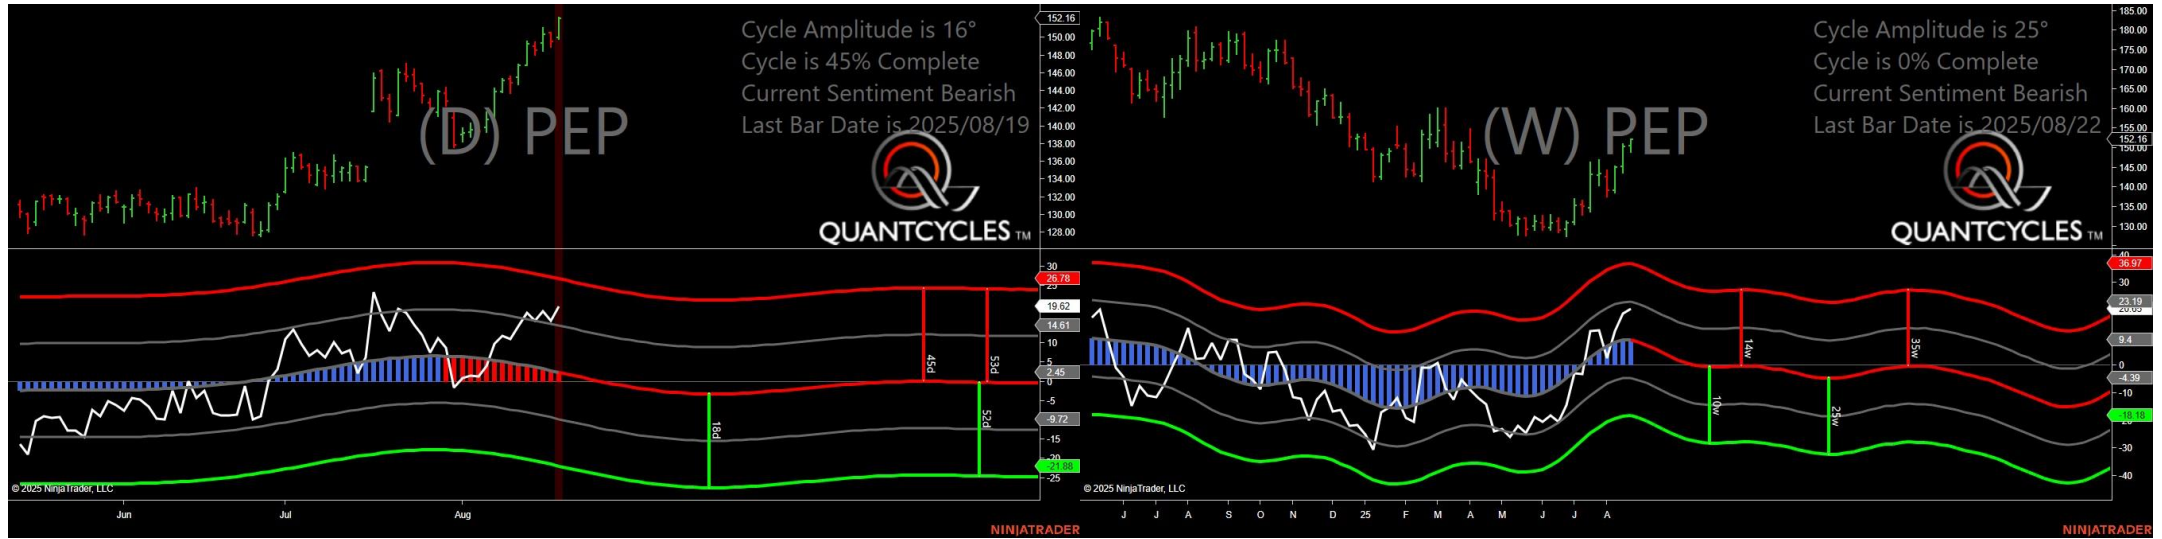 Cycle Amplitude is 16°
Cycle is 45% Complete
Current Sentiment Bearish
Last Bar Date is 2025/08/19
(D) PEP
QUANTCYCLES TM
152.16
150.00
148.00
146.00
144.00
142.00
140.00
138.00
136.00
134.00
132.00
130.00
128.00
30
26.78
25
19.62
14.61
10
5
2.45
0
-5
-9.72
-15
-20
-21.88
-25
45d
53d
18d
52d
© 2025 NinjaTrader, LLC
Jun
Jul
Aug
NINJATRADER
Cycle Amplitude is 25°
Cycle is 0% Complete
Current Sentiment Bearish
Last Bar Date is 2025/08/22
(W) PEP
QUANTCYCLES TM
185.00
180.00
175.00
170.00
165.00
160.00
155.00
152.16
150.00
145.00
140.00
135.00
130.00
40
36.97
30
23.19
9.4
0
-4.39
-10
-18.18
-20
-30
-40
14w
35w
10w
25w
© 2025 NinjaTrader, LLC
J
J
A
S
O
N
D
25
F
M
A
M
J
J
A
NINJATRADER